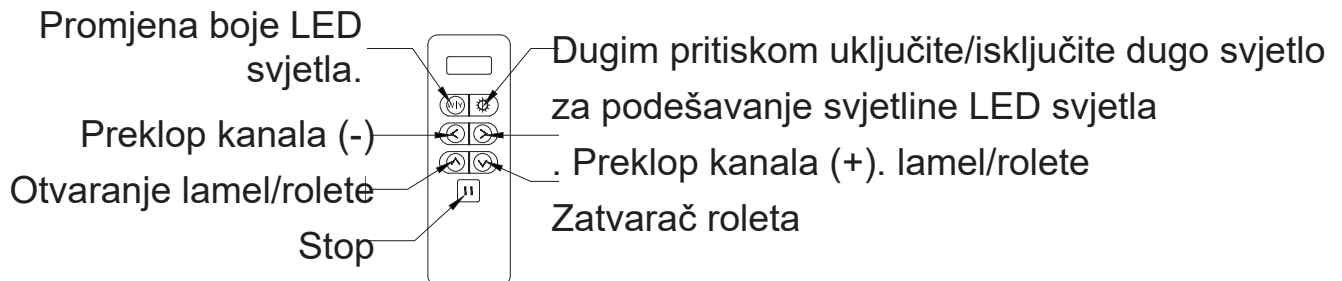 Promjena boje LED
svjetla.
Preklop kanala (-)
Otvaranje lamel/rolete
Stop
W|Y
Dugim pritiskom uključite/isključite dugo svjetlo
za podešavanje svjetline LED svjetla
. Preklop kanala (+). lamel/rolete
Zatvarač roleta